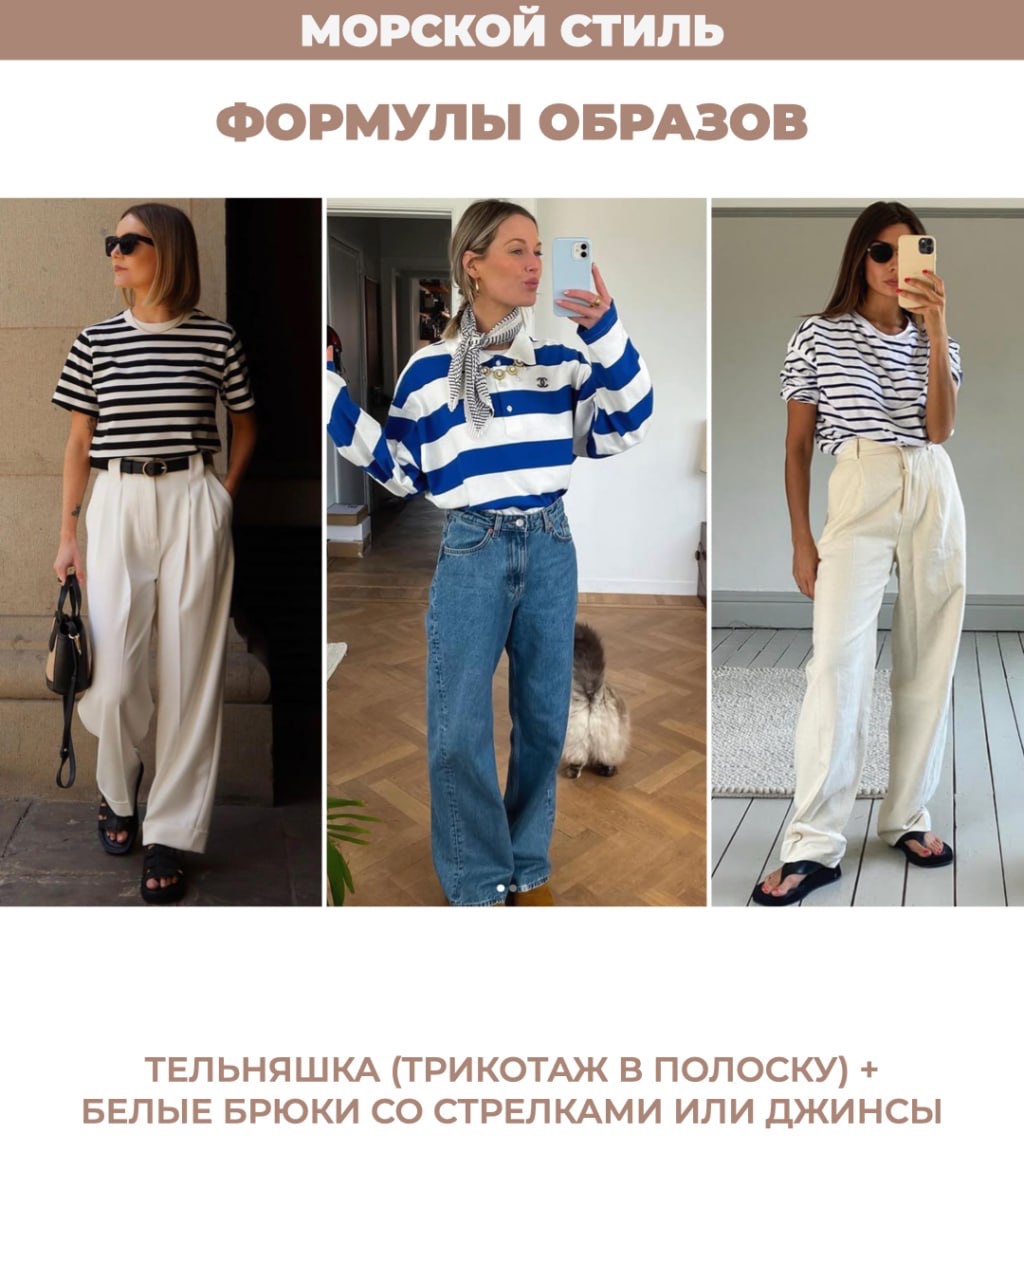 МОРСКОЙ СТИЛЬ
ФОРМУЛЫ ОБРАЗОВ
ТЕЛЬНЯШКА (ТРИКОТАЖ В ПОЛОСКУ) +
БЕЛЫЕ БРЮКИ СО СТРЕЛКАМИ ИЛИ ДЖИНСЫ